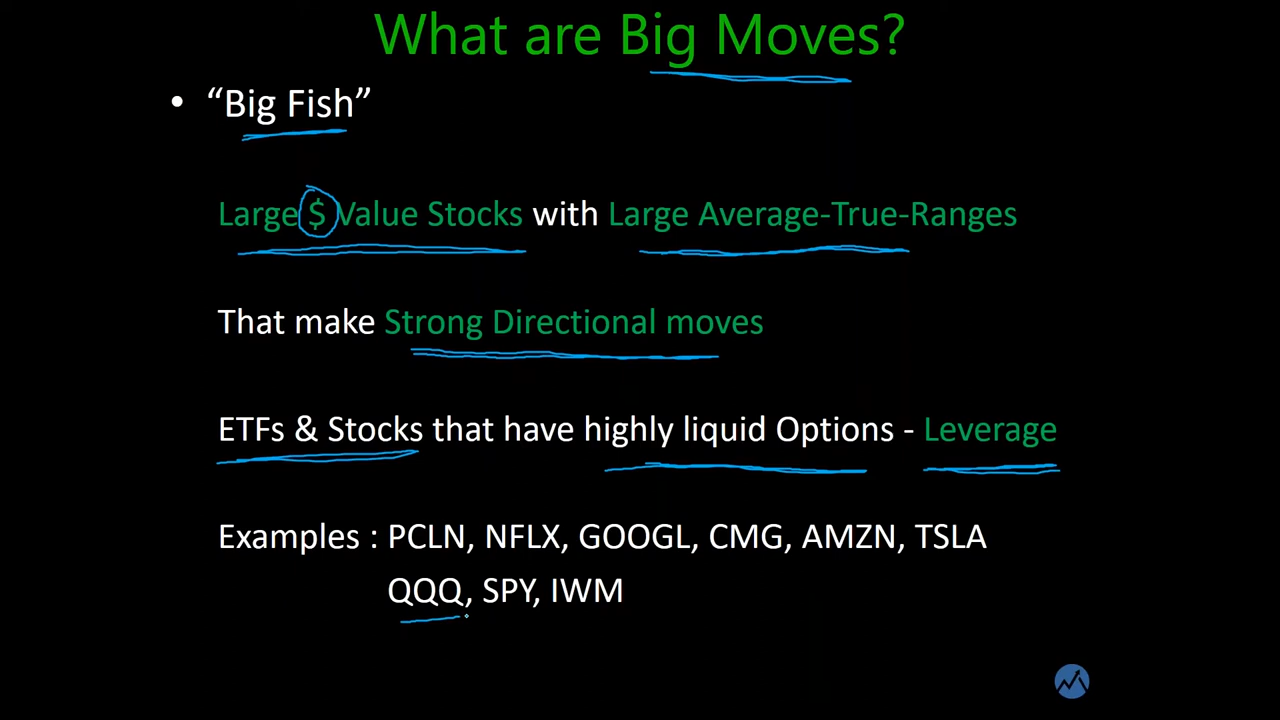 What are Big Moves?
• “Big Fish”
Large $ Value Stocks with Large Average-True-Ranges
That make Strong Directional moves
ETFs & Stocks that have highly liquid Options - Leverage
Examples : PCLN, NFLX, GOOGL, CMG, AMZN, TSLA
QQQ, SPY, IWM